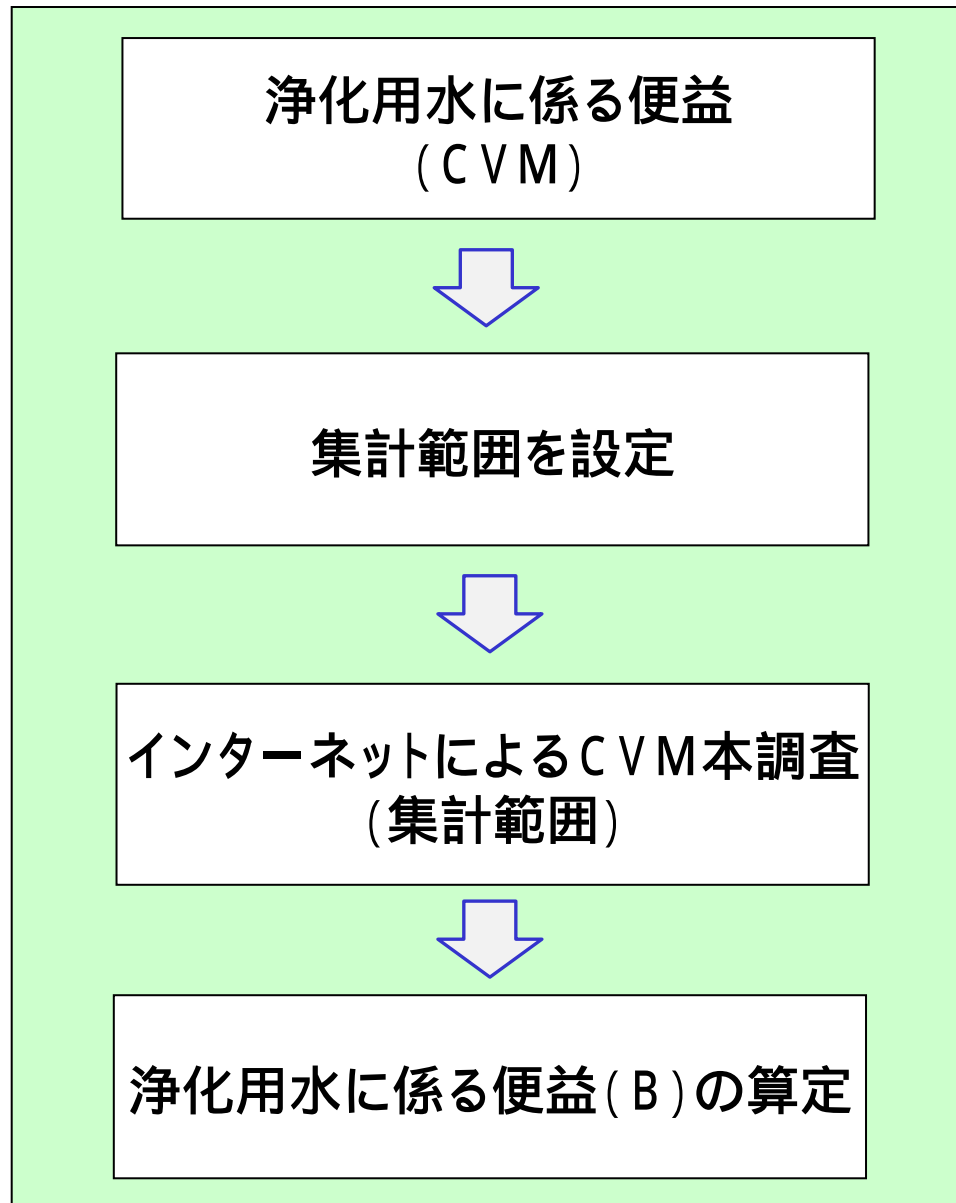 浄化用水に係る便益
(CVM)
集計範囲を設定
インターネットによるCVM本調査
(集計範囲)
浄化用水に係る便益(B)の算定